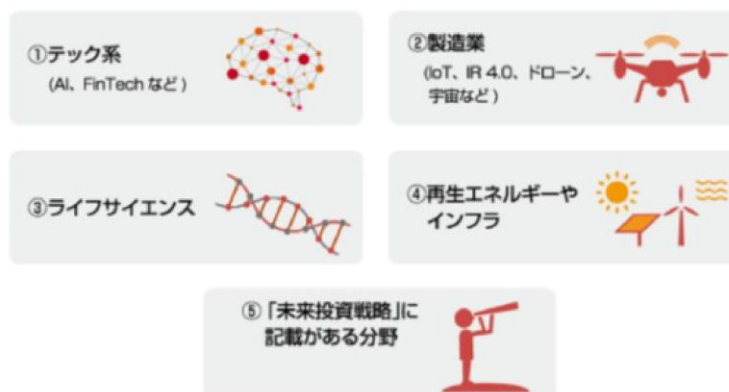 ①テック系
(AI、FinTech など)
②製造業
(IoT、IR 4.0、ドローン、
宇宙など)
③ライフサイエンス
④再生エネルギーや
インフラ
⑤「未来投資戦略」に
記載がある分野